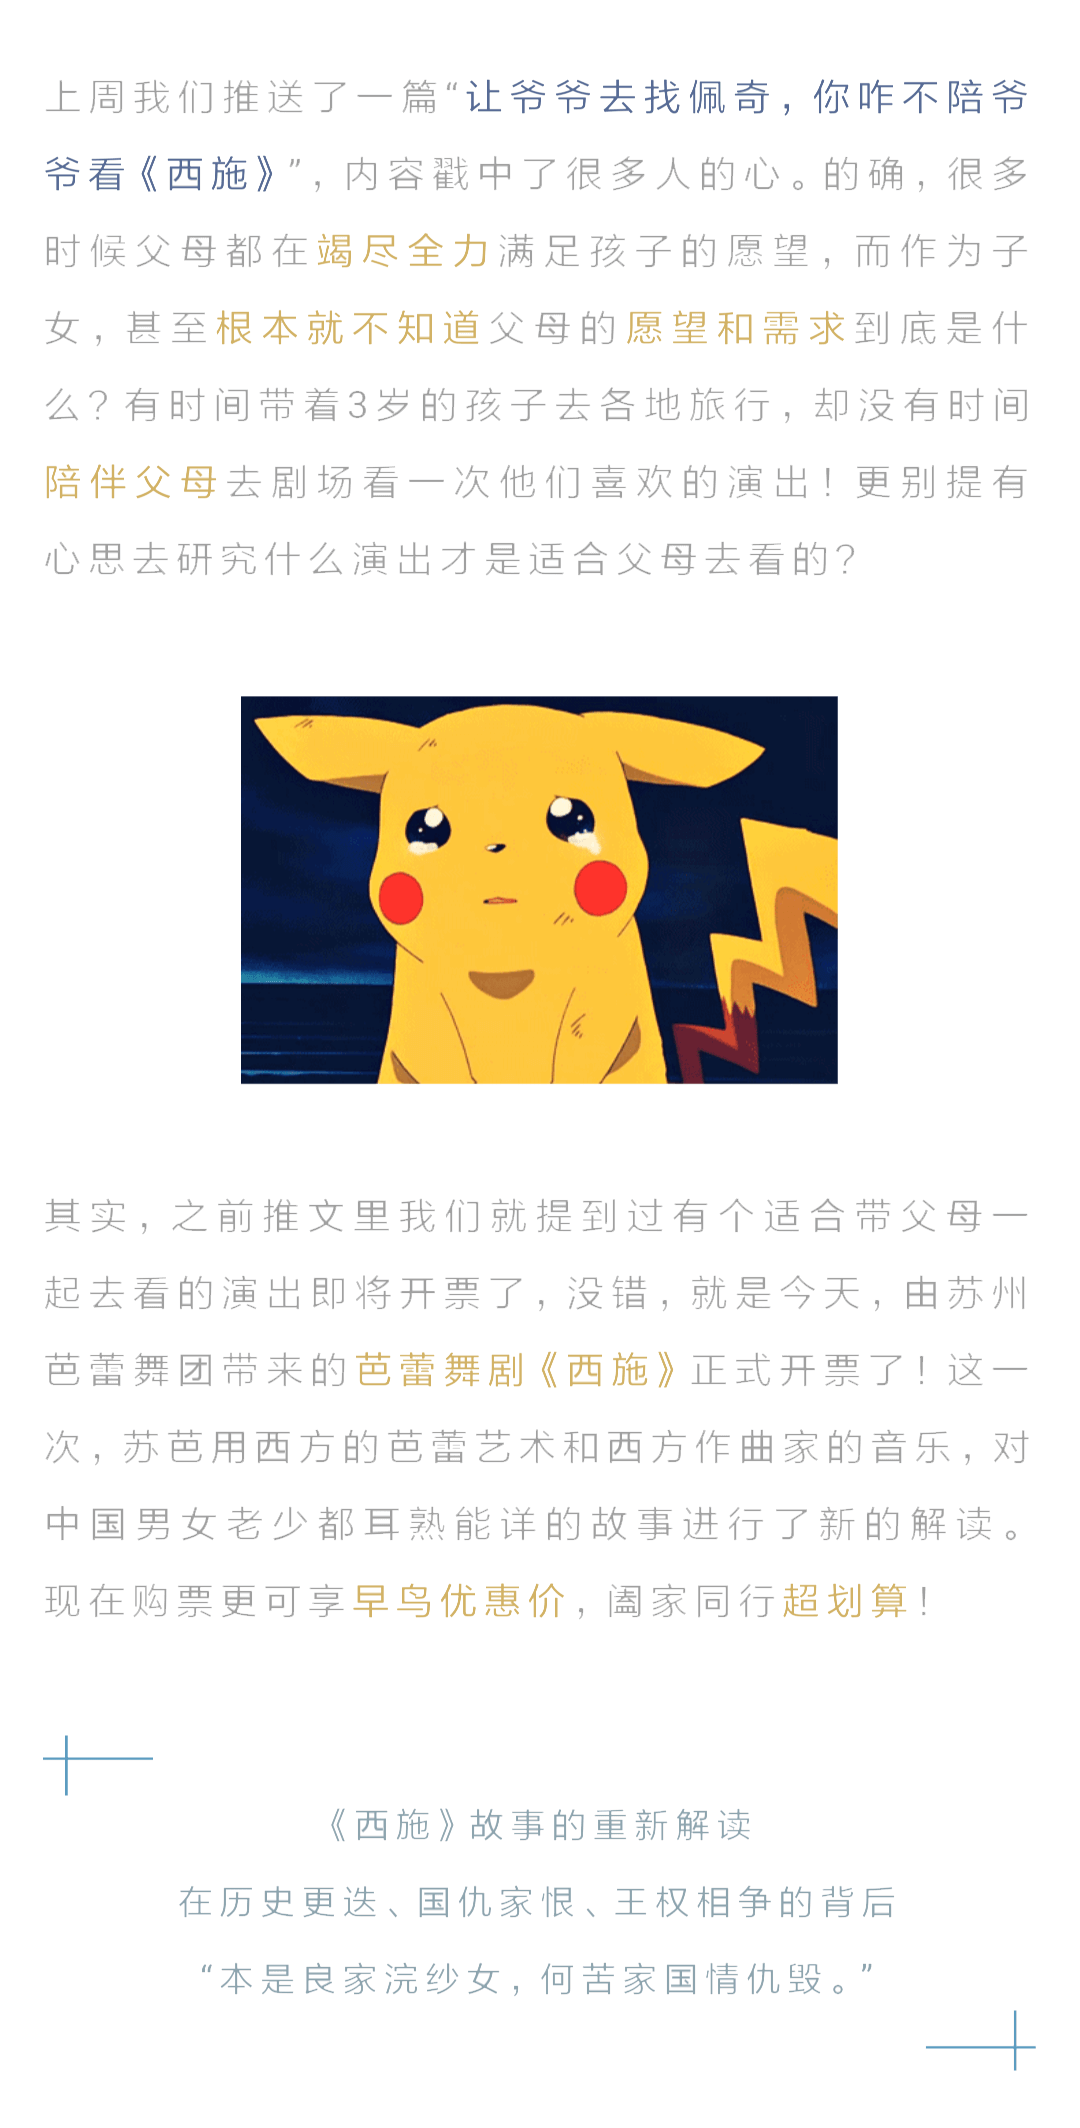 上周我们推送了一篇“让爷爷去找佩奇，你咋不陪爷
爷看《西施》”，内容戳中了很多人的心。的确，很多
时候父母都在竭尽全力满足孩子的愿望，而作为子
女，甚至根本就不知道父母的愿望和需求到底是什
么？有时间带着3岁的孩子去各地旅行，却没有时间
陪伴父母去剧场看一次他们喜欢的演出！更别提有
心思去研究什么演出才是适合父母去看的？
其实，之前推文里我们就提到过有个适合带父母一
起去看的演出即将开票了，没错，就是今天，由苏州
芭蕾舞团带来的芭蕾舞剧《西施》正式开票了！这一
次，苏芭用西方的芭蕾艺术和西方作曲家的音乐，对
中国男女老少都耳熟能详的故事进行了新的解读。
现在购票更可享早鸟优惠价，阖家同行超划算！
《西施》故事的重新解读
在历史更迭、国仇家恨、王权相争的背后
“本是良家浣纱女，何苦家国情仇毁。”